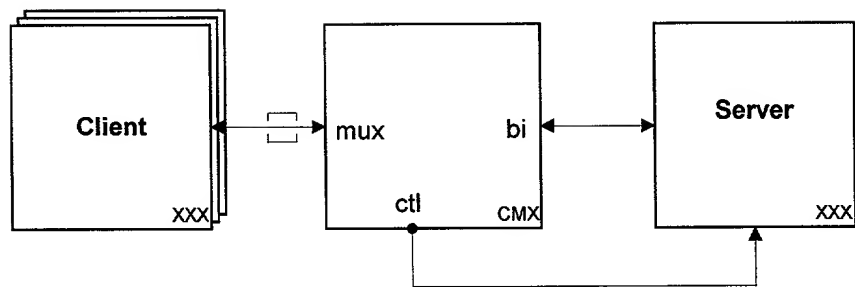 Client
XXX
mux
bi
ctl
CMX
Server
XXX